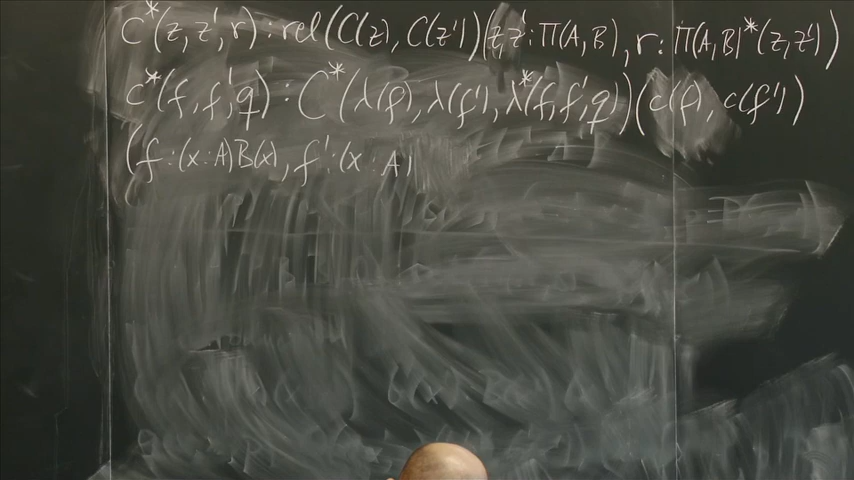 C*(z, z', r) : rel(C(z), C(z')) (z, z' : Π(A, B), r : Π(A, B)*(z, z'))
c*(f, f', q) : C*(λ(f), λ(f'), λ*(f, f', q)) (c(f), c(f'))
(f : (x : A)B(x), f' : (x : A)